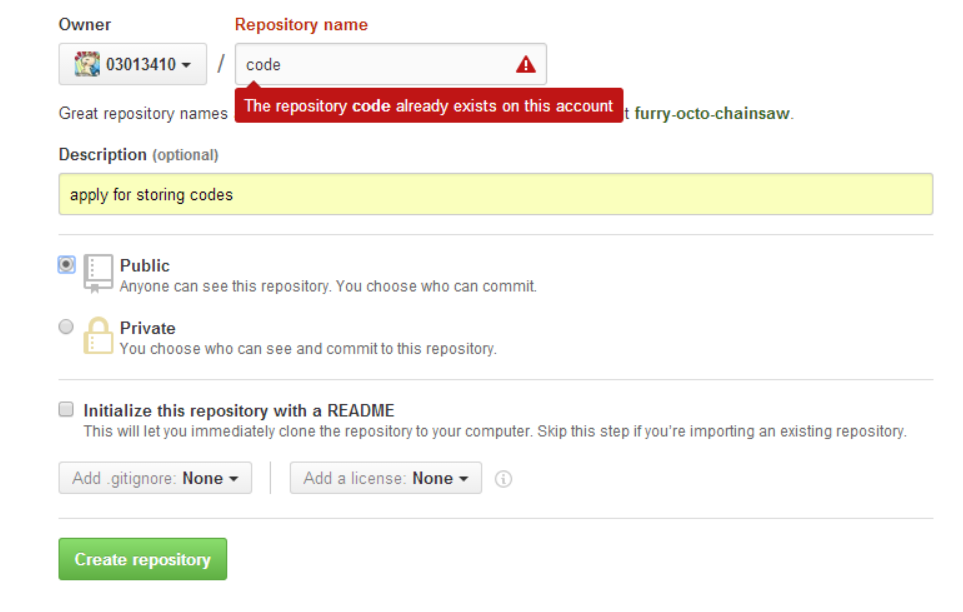 Owner Repository name
03013410 / code
The repository code already exists on this account
Great repository names t furry-octo-chainsaw.
Description (optional)
apply for storing codes
Public
Anyone can see this repository. You choose who can commit.
Private
You choose who can see and commit to this repository.
Initialize this repository with a README
This will let you immediately clone the repository to your computer. Skip this step if you're importing an existing repository.
Add .gitignore: None Add a license: None
Create repository